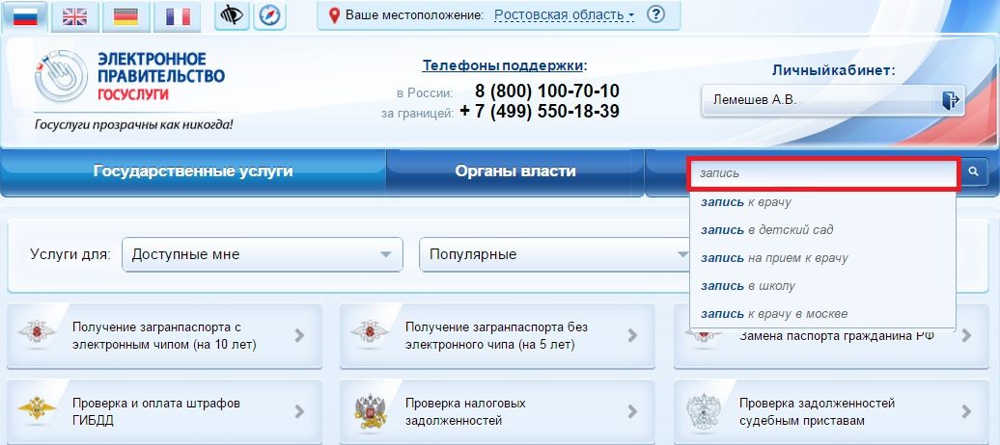 Ваше местоположение: Ростовская область
?
ЭЛЕКТРОННОЕ
ПРАВИТЕЛЬСТВО
ГОСУСЛУГИ
Госуслуги прозрачны как никогда!
Телефоны поддержки:
в России: 8 (800) 100-70-10
за границей: + 7 (499) 550-18-39
Личныйкабинет:
Лемешев А.В.
Государственные услуги
Органы власти
запись
запись к врачу
запись в детский сад
запись на прием к врачу
запись в школу
запись к врачу в москве
Услуги для: Доступные мне
Популярные
Получение загранпаспорта с
электронным чипом (на 10 лет)
Получение загранпаспорта без
электронного чипа (на 5 лет)
Замена паспорта гражданина РФ
Проверка и оплата штрафов
ГИБДД
Проверка налоговых
задолженностей
Проверка задолженностей
судебным приставам